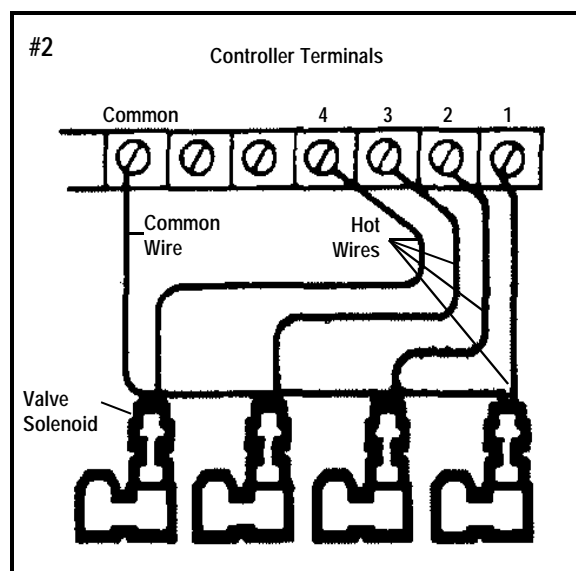 #2
Controller Terminals
Common 4 3 2 1
Common
Wire
Hot
Wires
Valve
Solenoid